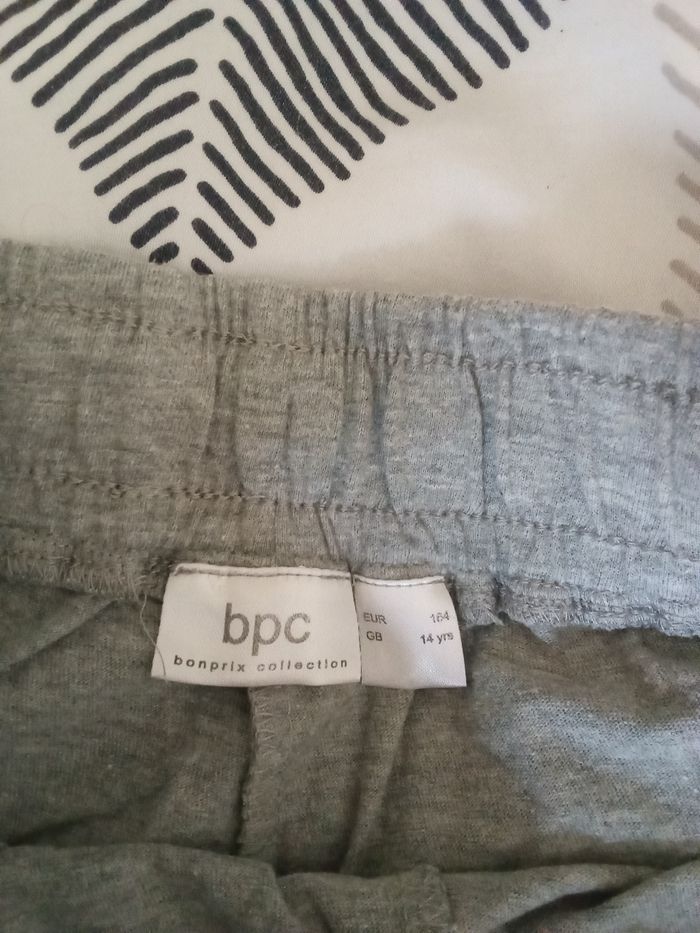 bpc
bonprix collection
EUR 164
GB 14 yrs